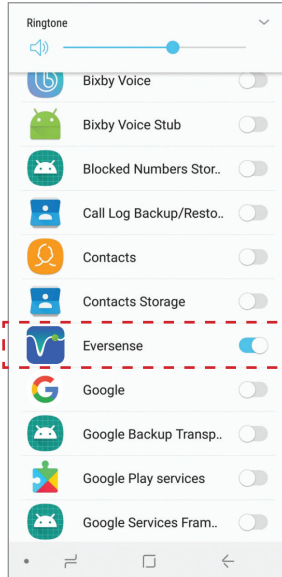 Ringtone
Bixby Voice
Bixby Voice Stub
Blocked Numbers Stor..
Call Log Backup/Resto..
Contacts
Contacts Storage
Eversense
Google
Google Backup Transp..
Google Play services
Google Services Fram..